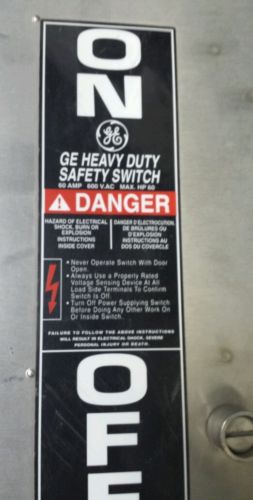 ON
GE
GE HEAVY DUTY
SAFETY SWITCH
60 AMP 600 V.AC MAX. HP 60
DANGER
HAZARD OF ELECTRICAL
SHOCK, BURN OR
EXPLOSION
INSTRUCTIONS
INSIDE COVER
DANGER D'ELECTROCUTION,
DE BRÛLURES OU
D'EXPLOSION
INSTRUCTIONS AU
DOS DU COUVERCLE
• Never Operate Switch With Door
Open.
• Always Use a Properly Rated
Voltage Sensing Device At All
Load Side Terminals To Confirm
Switch Is Off.
• Turn Off Power Supplying Switch
Before Doing Any Other Work On
Or Inside Switch.
FAILURE TO FOLLOW THE ABOVE INSTRUCTIONS
WILL RESULT IN ELECTRICAL SHOCK, SEVERE
PERSONAL INJURY OR DEATH.
OFF